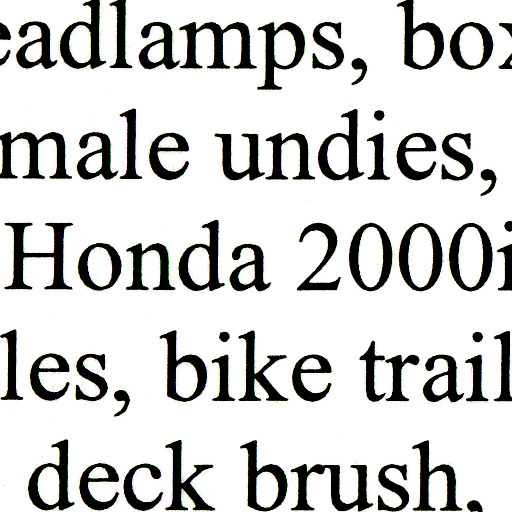 eadlamps, box
male undies,
Honda 2000i
les, bike trail
deck brush,